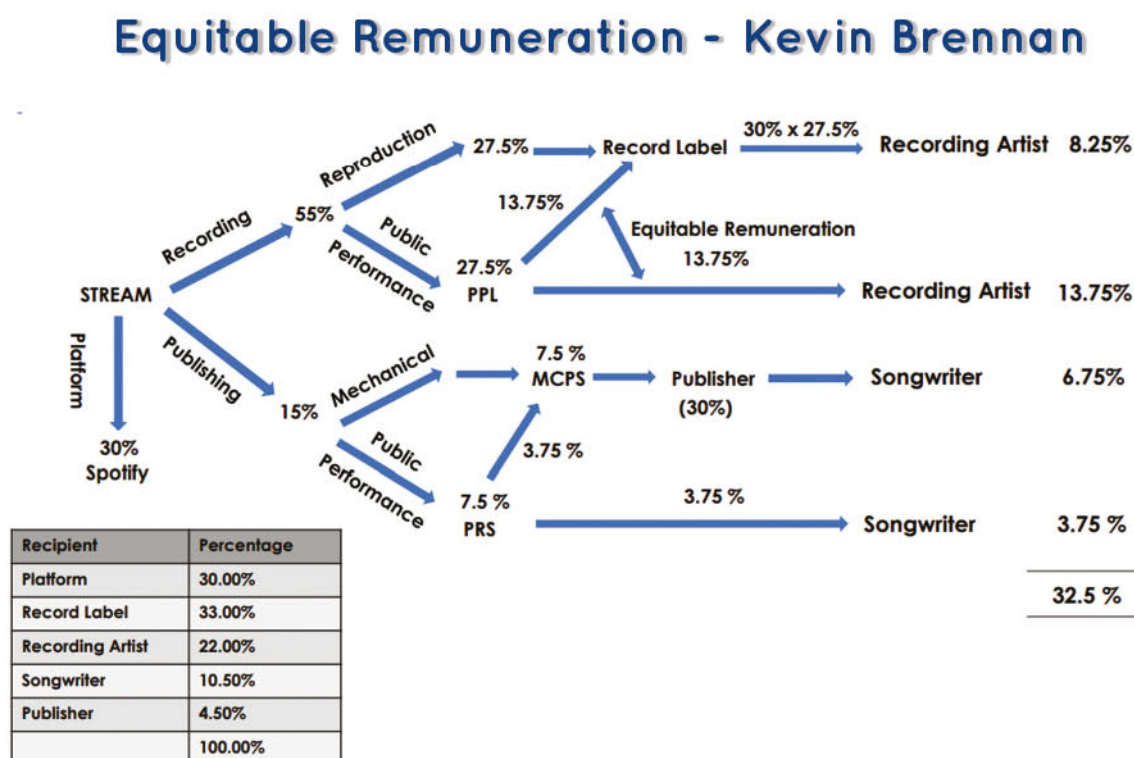 Equitable Remuneration - Kevin Brennan
Reproduction
27.5%
Record Label
30% x 27.5%
Recording Artist 8.25%
13.75%
Recording
55%
Public
Performance
Equitable Remuneration
13.75%
27.5%
PPL
STREAM
Recording Artist 13.75%
Platform
Publishing
Mechanical
7.5 %
MCPS
Publisher
(30%)
Songwriter 6.75%
15%
30%
Spotify
Public
Performance
3.75 %
7.5 %
PRS
3.75 %
Songwriter 3.75 %
32.5 %
Recipient Percentage
Platform 30.00%
Record Label 33.00%
Recording Artist 22.00%
Songwriter 10.50%
Publisher 4.50%
100.00%